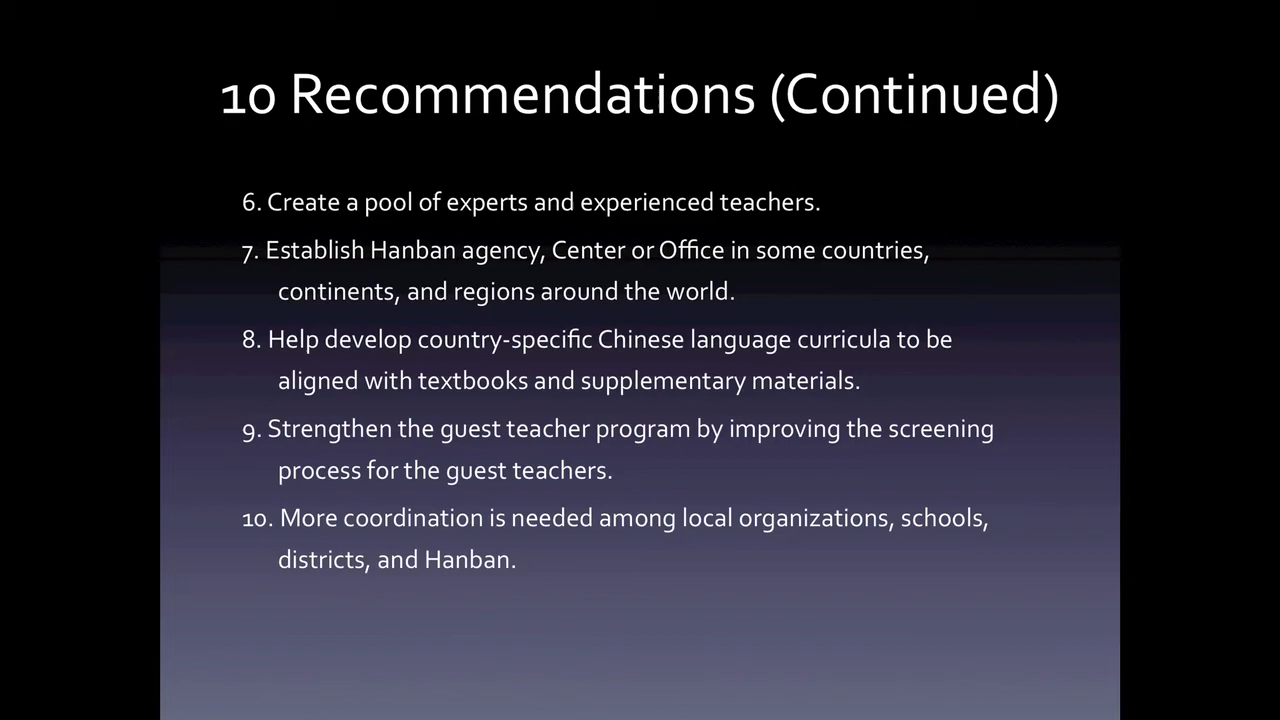 10 Recommendations (Continued)
6. Create a pool of experts and experienced teachers.
7. Establish Hanban agency, Center or Office in some countries,
continents, and regions around the world.
8. Help develop country-specific Chinese language curricula to be
aligned with textbooks and supplementary materials.
9. Strengthen the guest teacher program by improving the screening
process for the guest teachers.
10. More coordination is needed among local organizations, schools,
districts, and Hanban.